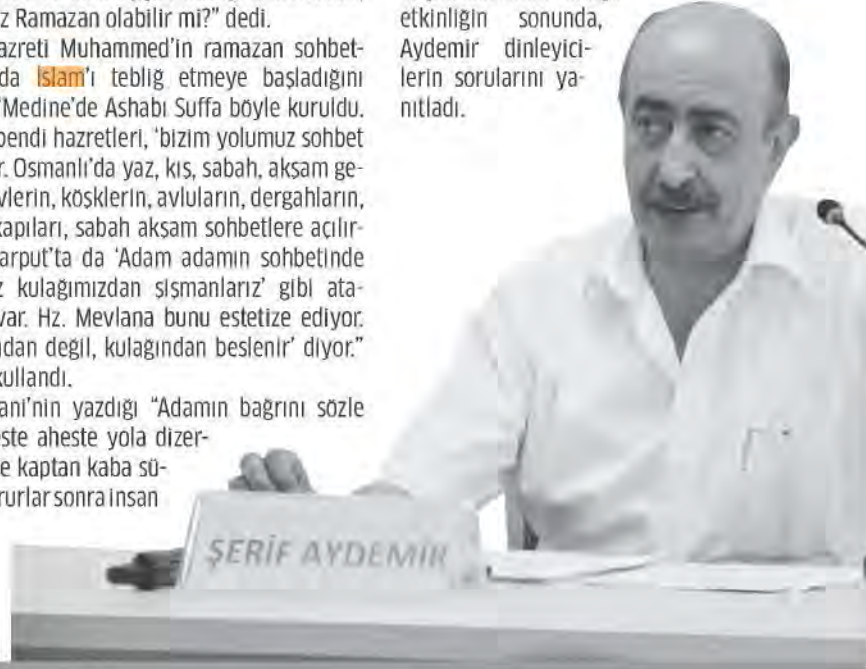 z Ramazan olabilir mi?” dedi.
azreti Muhammed’in ramazan sohbet-
da İslam’ı tebliğ etmeye başladığını
‘Medine’de Ashabı Suffa böyle kuruldu.
bendi hazretleri, ‘bizim yolumuz sohbet
r. Osmanlı’da yaz, kış, sabah, akşam ge-
vlerin, köşklerin, avluların, dergahların,
kapıları, sabah akşam sohbetlere açılır-
arput’ta da ‘Adam adamın sohbetinde
z kulağımızdan şişmanlarız’ gibi ata-
var. Hz. Mevlana bunu estetize ediyor.
ndan değil, kulağından beslenir’ diyor.”
kullandı.
ani’nin yazdığı “Adamın bağrını sözle
ste aheste yola dizer-
e kaptan kaba sü-
rurlar sonra insan
etkinliğin sonunda,
Aydemir dinleyici-
lerin sorularını ya-
nıtladı.
ŞERİF AYDEMİR